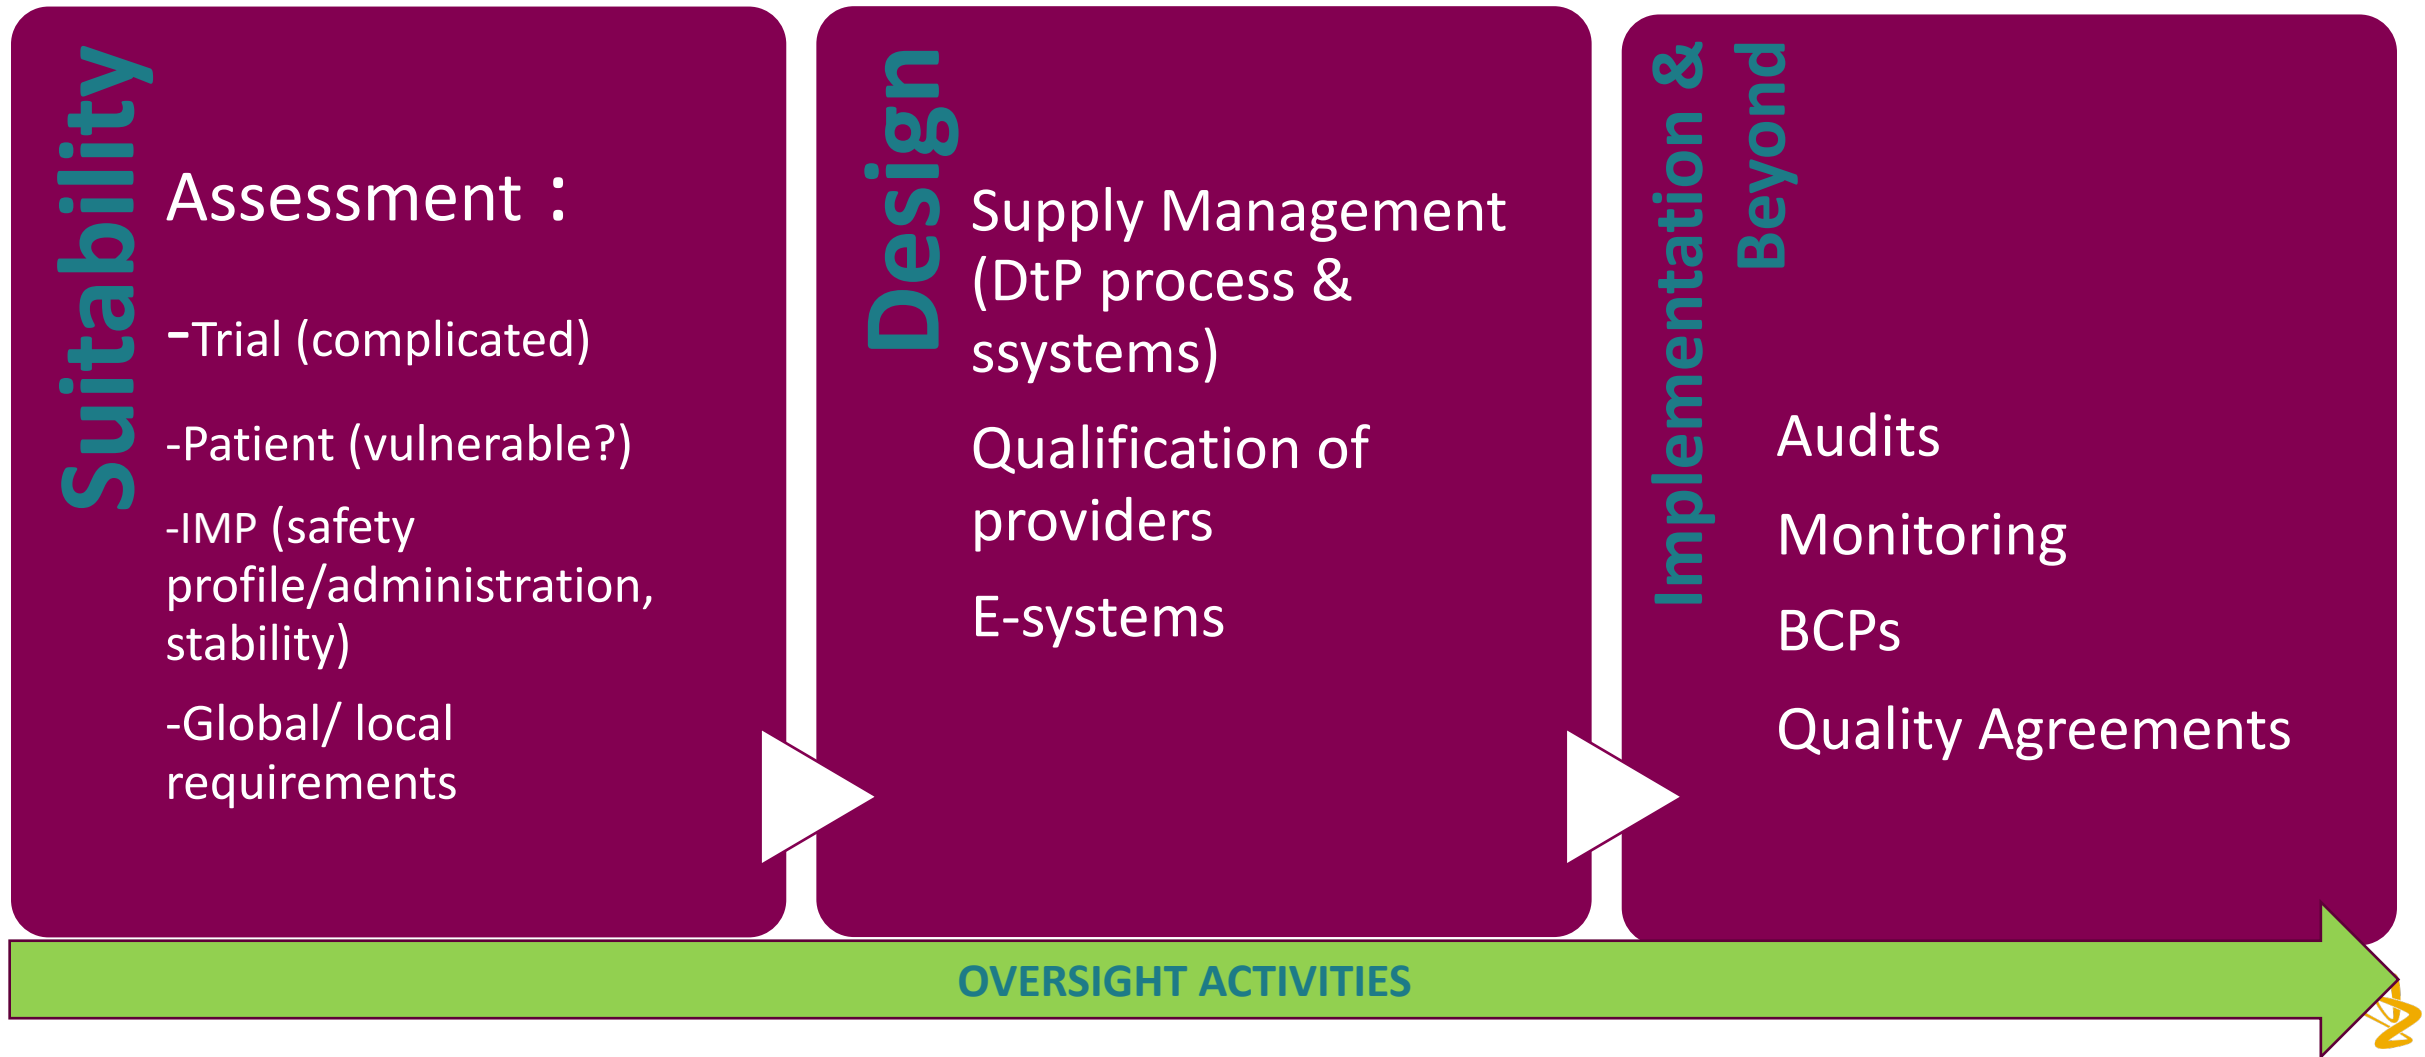 Suitability
Assessment :
-Trial (complicated)
-Patient (vulnerable?)
-IMP (safety
profile/administration,
stability)
-Global/ local
requirements
Design
Supply Management
(DtP process &
ssystems)
Qualification of
providers
E-systems
Implementation &
Beyond
Audits
Monitoring
BCPs
Quality Agreements
OVERSIGHT ACTIVITIES